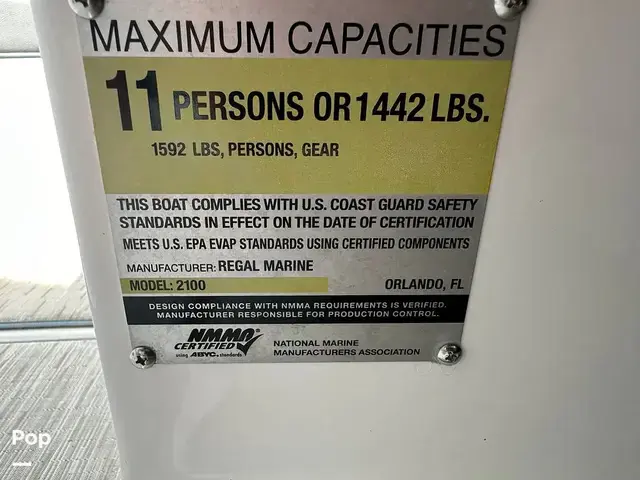 MAXIMUM CAPACITIES
11 PERSONS OR 1442 LBS.
1592 LBS, PERSONS, GEAR
THIS BOAT COMPLIES WITH U.S. COAST GUARD SAFETY
STANDARDS IN EFFECT ON THE DATE OF CERTIFICATION
MEETS U.S. EPA EVAP STANDARDS USING CERTIFIED COMPONENTS
MANUFACTURER: REGAL MARINE
MODEL: 2100 ORLANDO, FL
DESIGN COMPLIANCE WITH NMMA REQUIREMENTS IS VERIFIED.
MANUFACTURER RESPONSIBLE FOR PRODUCTION CONTROL.
NMMA
CERTIFIED
using ABYC. standards
NATIONAL MARINE
MANUFACTURERS ASSOCIATION
Pop